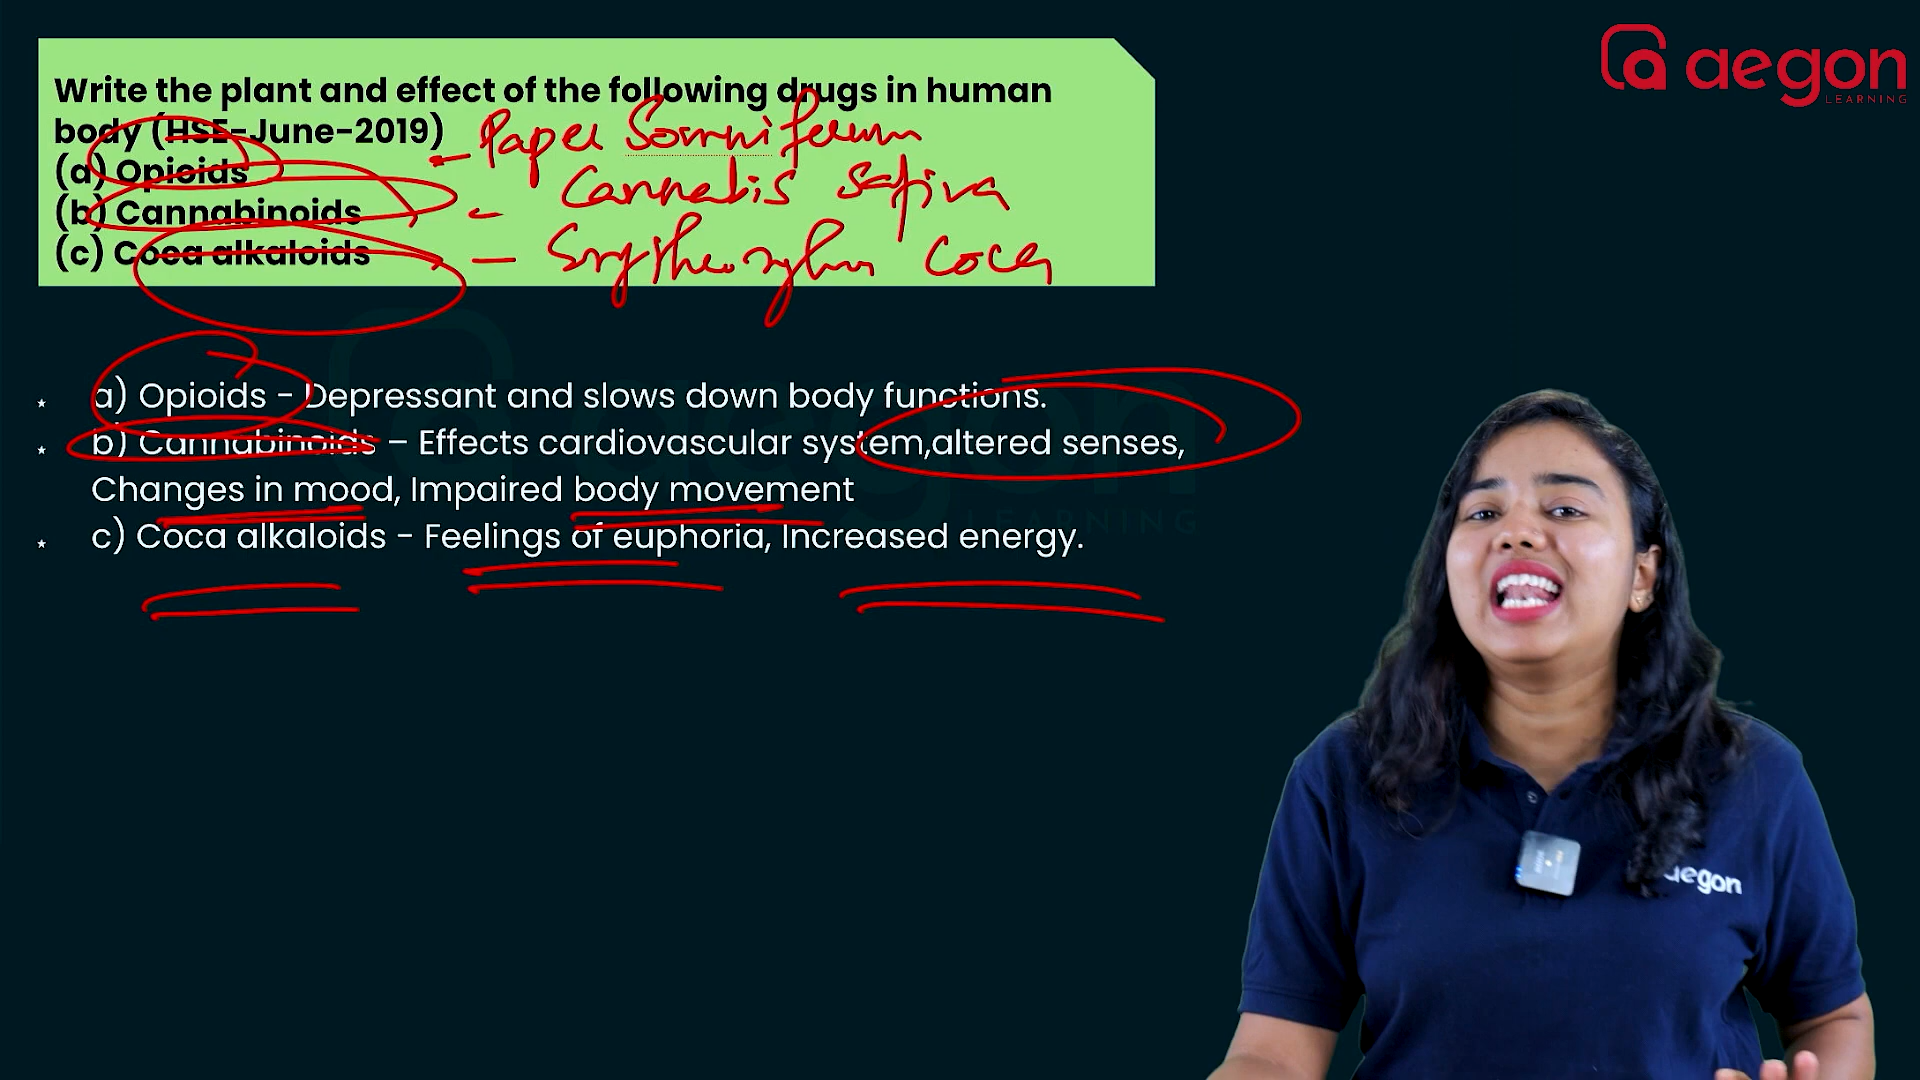 aegon
LEARNING
Write the plant and effect of the following drugs in human
body (HSE-June-2019)
(a) Opioids - Paper Somniferum
(b) Cannabinoids - Cannabis Sativa
(c) Coca alkaloids - Coca
a) Opioids - Depressant and slows down body functions.
b) Cannabinoids – Effects cardiovascular system,altered senses,
Changes in mood, Impaired body movement
c) Coca alkaloids - Feelings of euphoria, Increased energy.
aegon